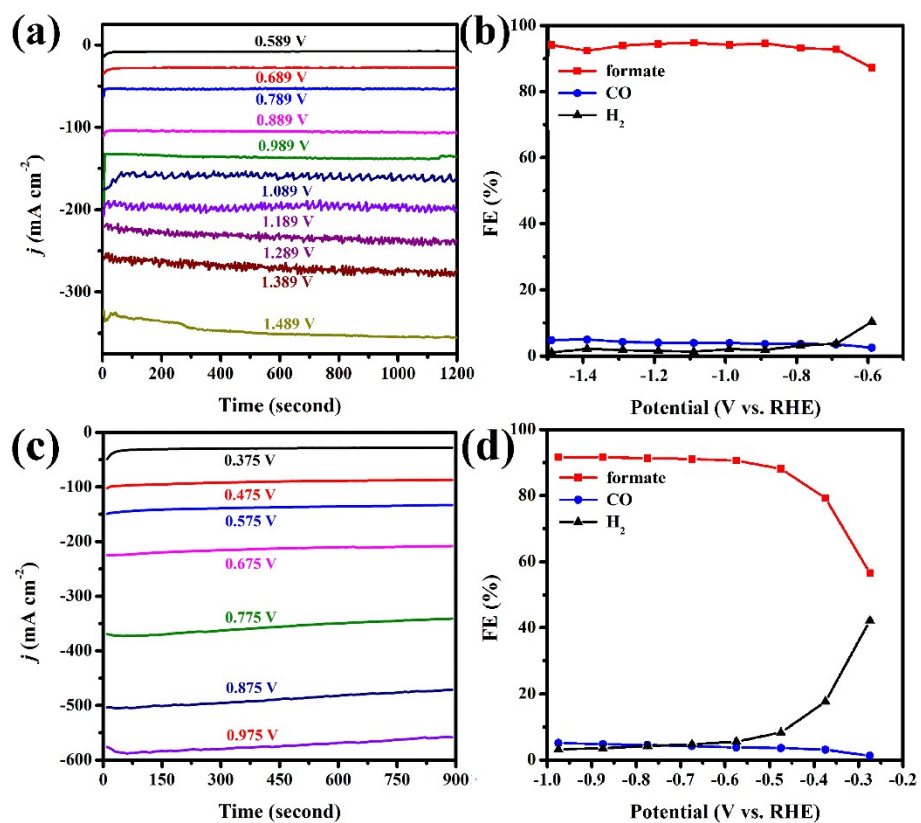 (a)
0.589 V
0.689 V
0.789 V
0.889 V
0.989 V
1.089 V
1.189 V
1.289 V
1.389 V
1.489 V
0
-100
-200
-300
j (mA cm⁻²)
0 200 400 600 800 1000 1200
Time (second)
(b)
formate
CO
H₂
100
80
60
40
20
0
FE (%)
-1.4 -1.2 -1.0 -0.8 -0.6
Potential (V vs. RHE)
(c)
0.375 V
0.475 V
0.575 V
0.675 V
0.775 V
0.875 V
0.975 V
0
-100
-200
-300
-400
-500
-600
j (mA cm⁻²)
0 150 300 450 600 750 900
Time (second)
(d)
formate
CO
H₂
100
80
60
40
20
0
FE (%)
-1.0 -0.9 -0.8 -0.7 -0.6 -0.5 -0.4 -0.3 -0.2
Potential (V vs. RHE)